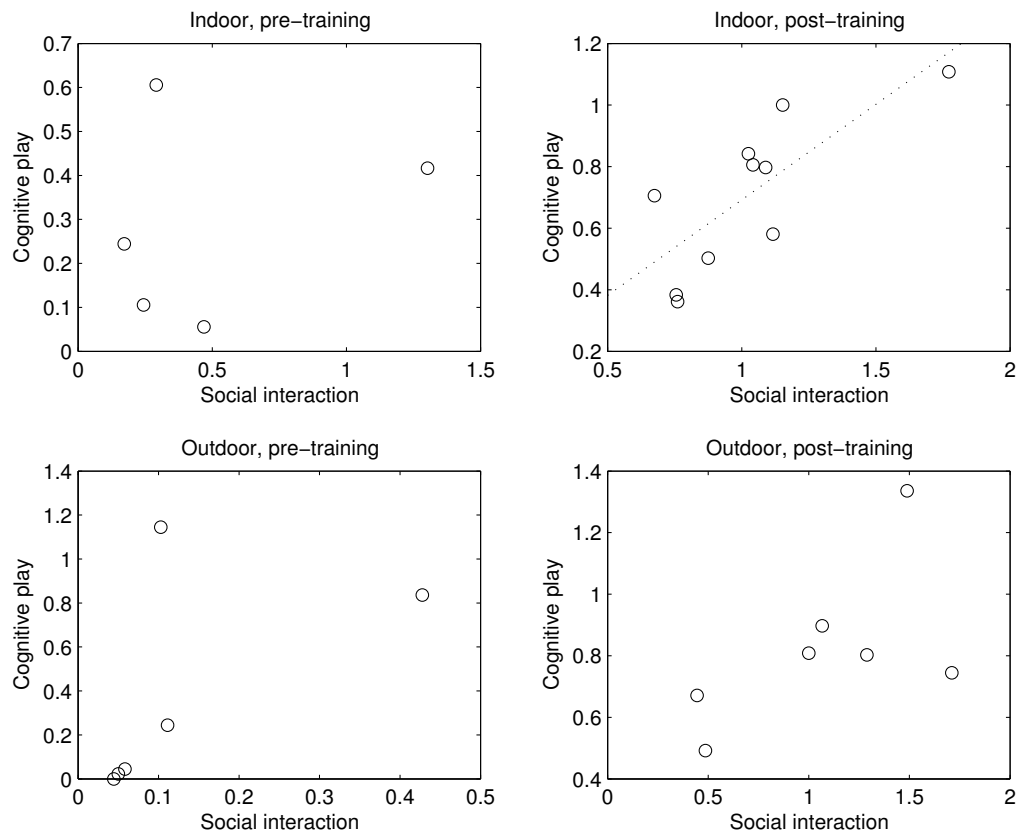 Indoor, pre−training
0.7
0.6
0.5
0.4
0.3
0.2
0.1
0
Cognitive play
0 0.5 1 1.5
Social interaction
Indoor, post−training
1.2
1
0.8
0.6
0.4
0.2
Cognitive play
0.5 1 1.5 2
Social interaction
Outdoor, pre−training
1.4
1.2
1
0.8
0.6
0.4
0.2
0
Cognitive play
0 0.1 0.2 0.3 0.4 0.5
Social interaction
Outdoor, post−training
1.4
1.2
1
0.8
0.6
0.4
Cognitive play
0 0.5 1 1.5 2
Social interaction